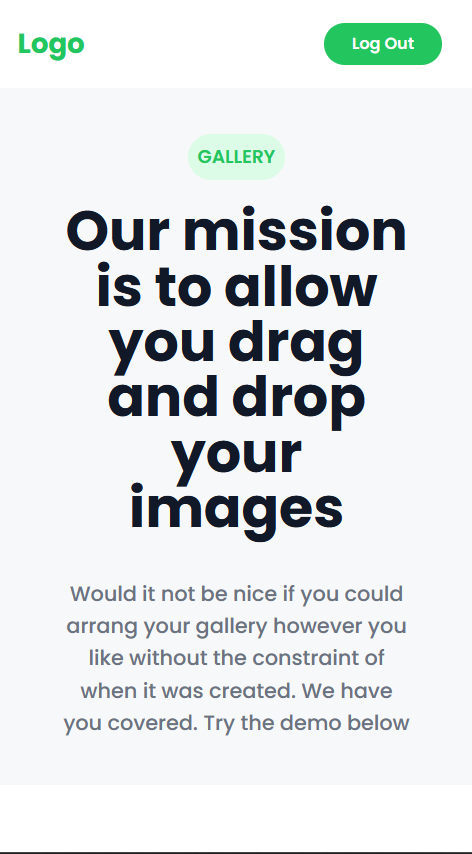 Logo
Log Out
GALLERY
Our mission
is to allow
you drag
and drop
your
images
Would it not be nice if you could
arrang your gallery however you
like without the constraint of
when it was created. We have
you covered. Try the demo below